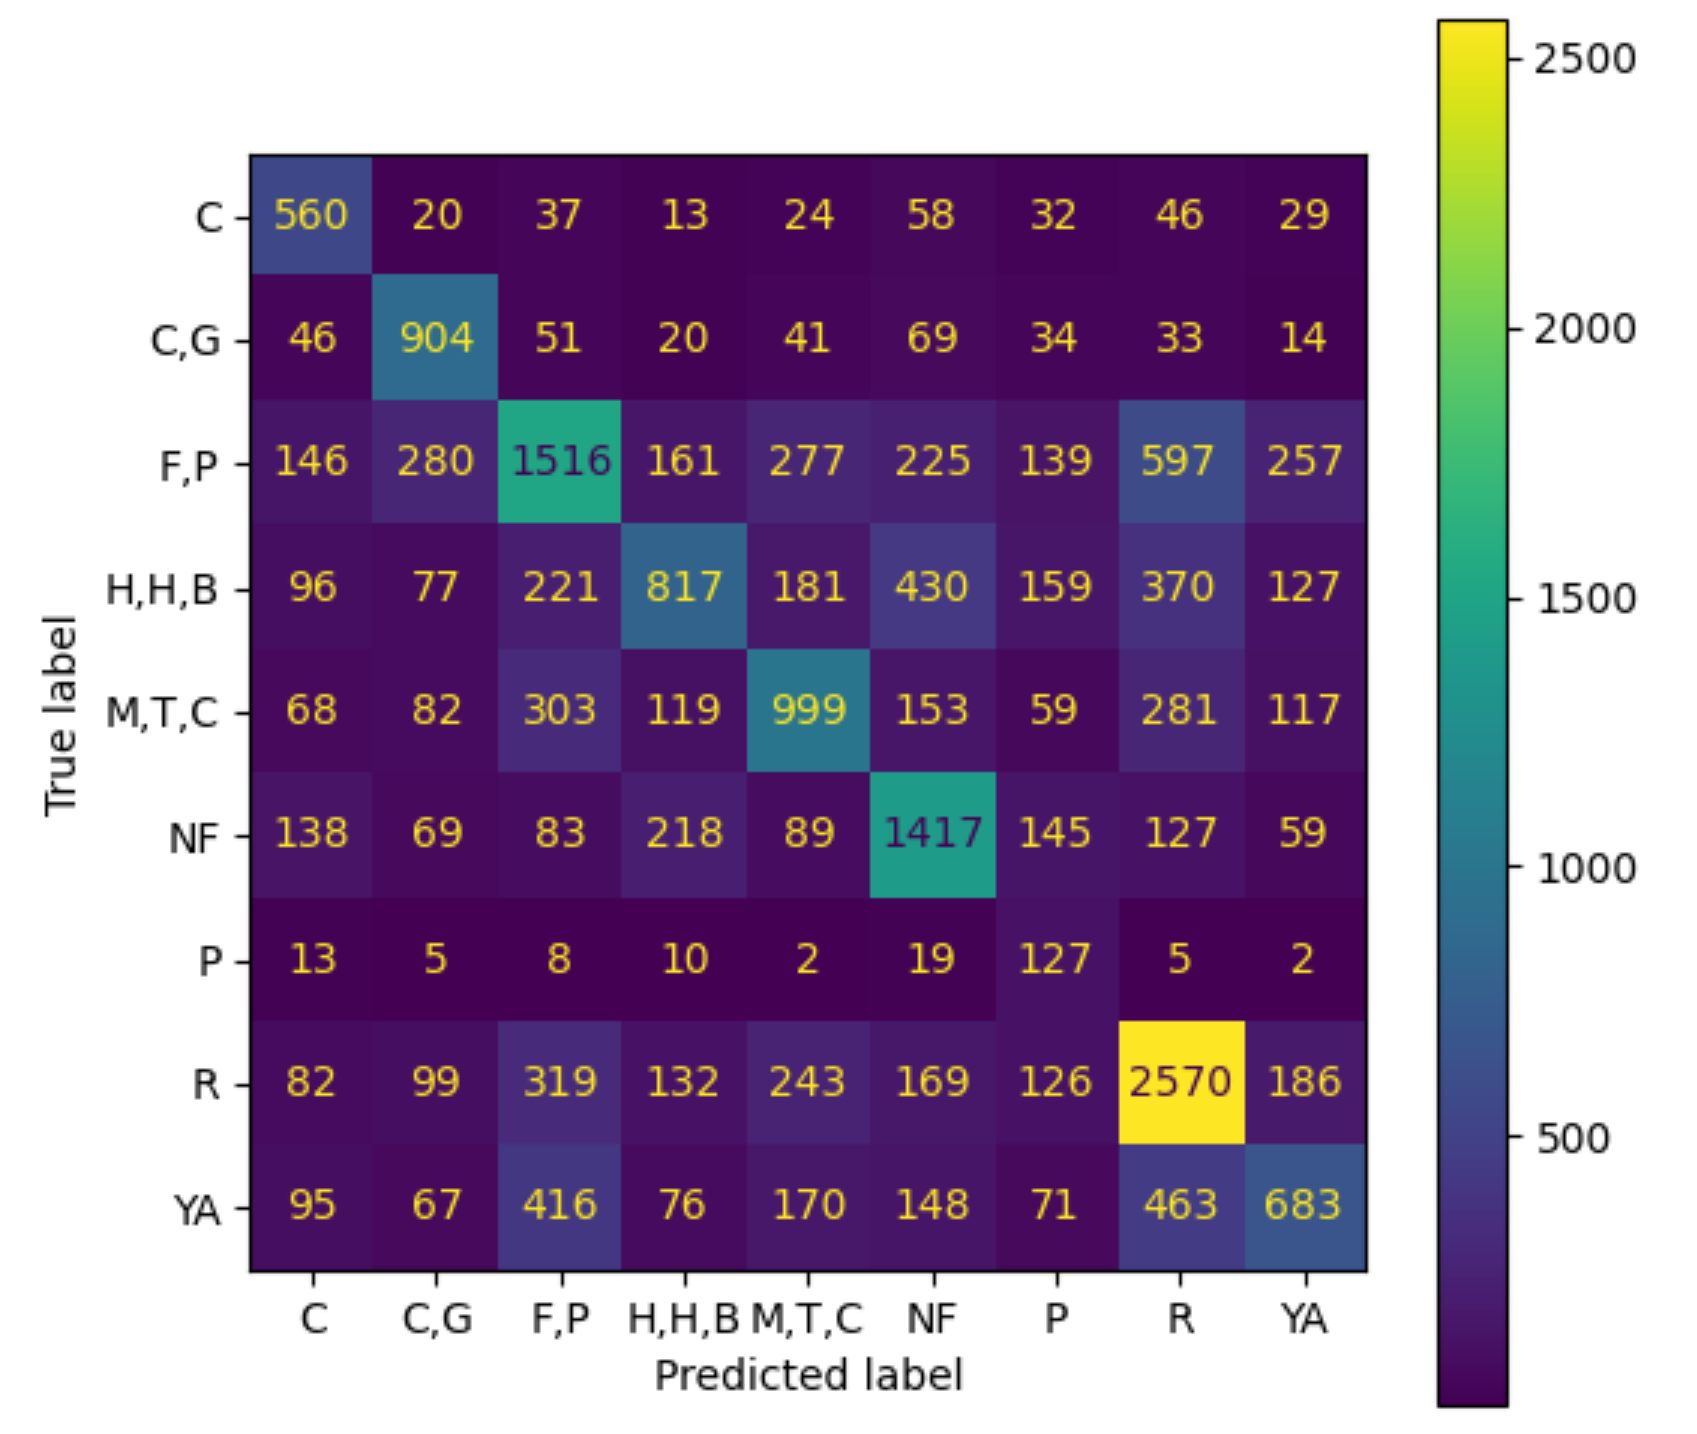 C 560 20 37 13 24 58 32 46 29
C,G 46 904 51 20 41 69 34 33 14
F,P 146 280 1516 161 277 225 139 597 257
H,H,B 96 77 221 817 181 430 159 370 127
M,T,C 68 82 303 119 999 153 59 281 117
NF 138 69 83 218 89 1417 145 127 59
P 13 5 8 10 2 19 127 5 2
R 82 99 319 132 243 169 126 2570 186
YA 95 67 416 76 170 148 71 463 683
C C,G F,P H,H,B M,T,C NF P R YA
Predicted label
True label
2500
2000
1500
1000
500